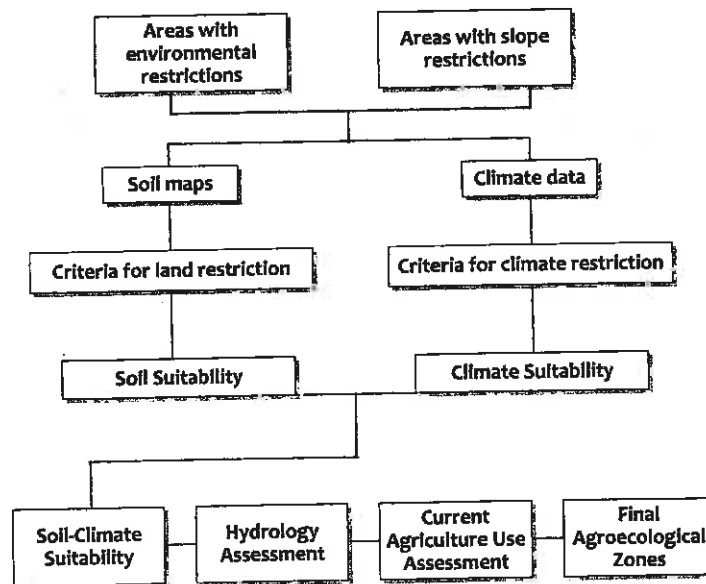 Areas with
environmental
restrictions
Areas with slope
restrictions
Soil maps
Climate data
Criteria for land restriction
Criteria for climate restriction
Soil Suitability
Climate Suitability
Soil-Climate
Suitability
Hydrology
Assessment
Current
Agriculture Use
Assessment
Final
Agroecological
Zones